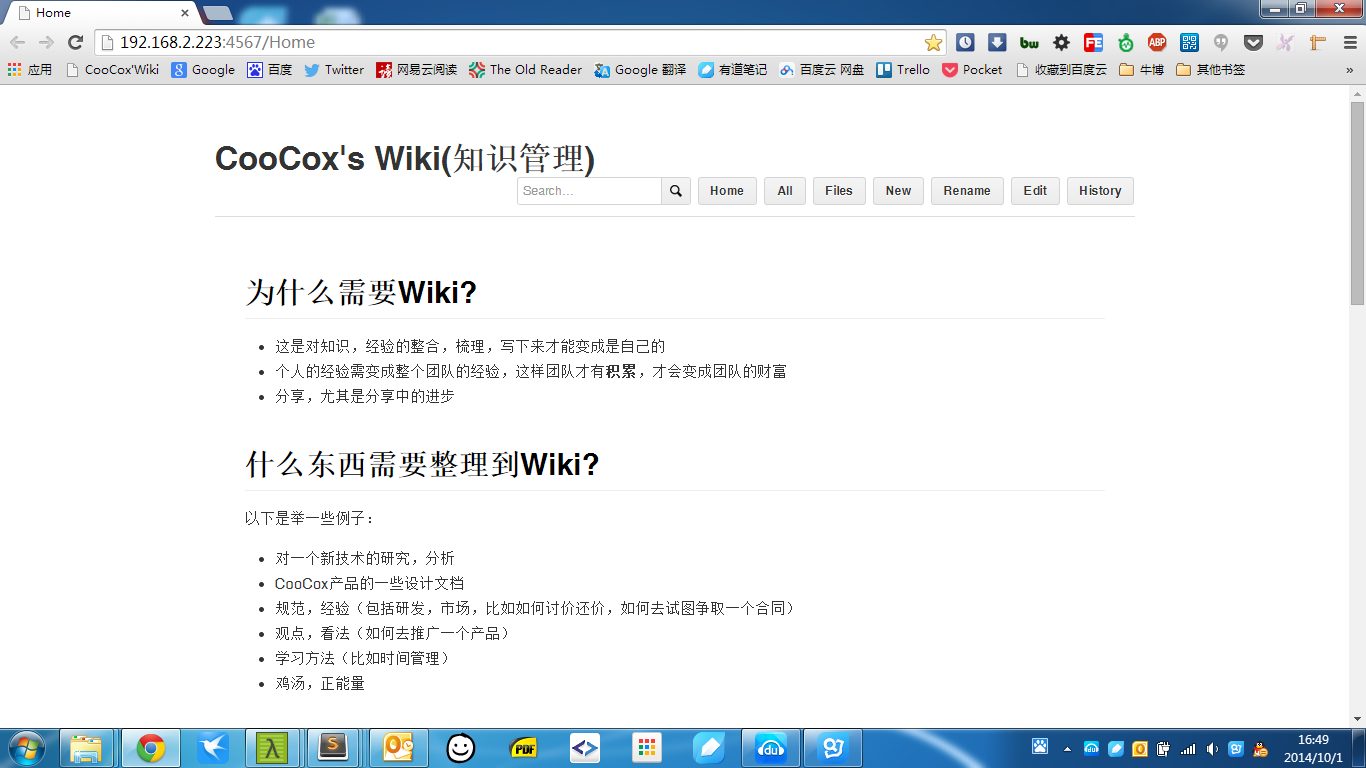 Home
192.168.2.223:4567/Home
应用 CooCox'Wiki Google 百度 Twitter 网易云阅读 The Old Reader Google 翻译 有道笔记 百度云 网盘 Trello Pocket 收藏到百度云 牛博 其他书签 »
CooCox's Wiki(知识管理)
Search... Home All Files New Rename Edit History
为什么需要Wiki?
• 这是对知识，经验的整合，梳理，写下来才能变成是自己的
• 个人的经验需变成整个团队的经验，这样团队才有积累，才会变成团队的财富
• 分享，尤其是分享中的进步
什么东西需要整理到Wiki?
以下是举一些例子：
• 对一个新技术的研究，分析
• CooCox产品的一些设计文档
• 规范，经验（包括研发，市场，比如如何讨价还价，如何去试图争取一个合同）
• 观点，看法（如何去推广一个产品）
• 学习方法（比如时间管理）
• 鸡汤，正能量
16:49
2014/10/1